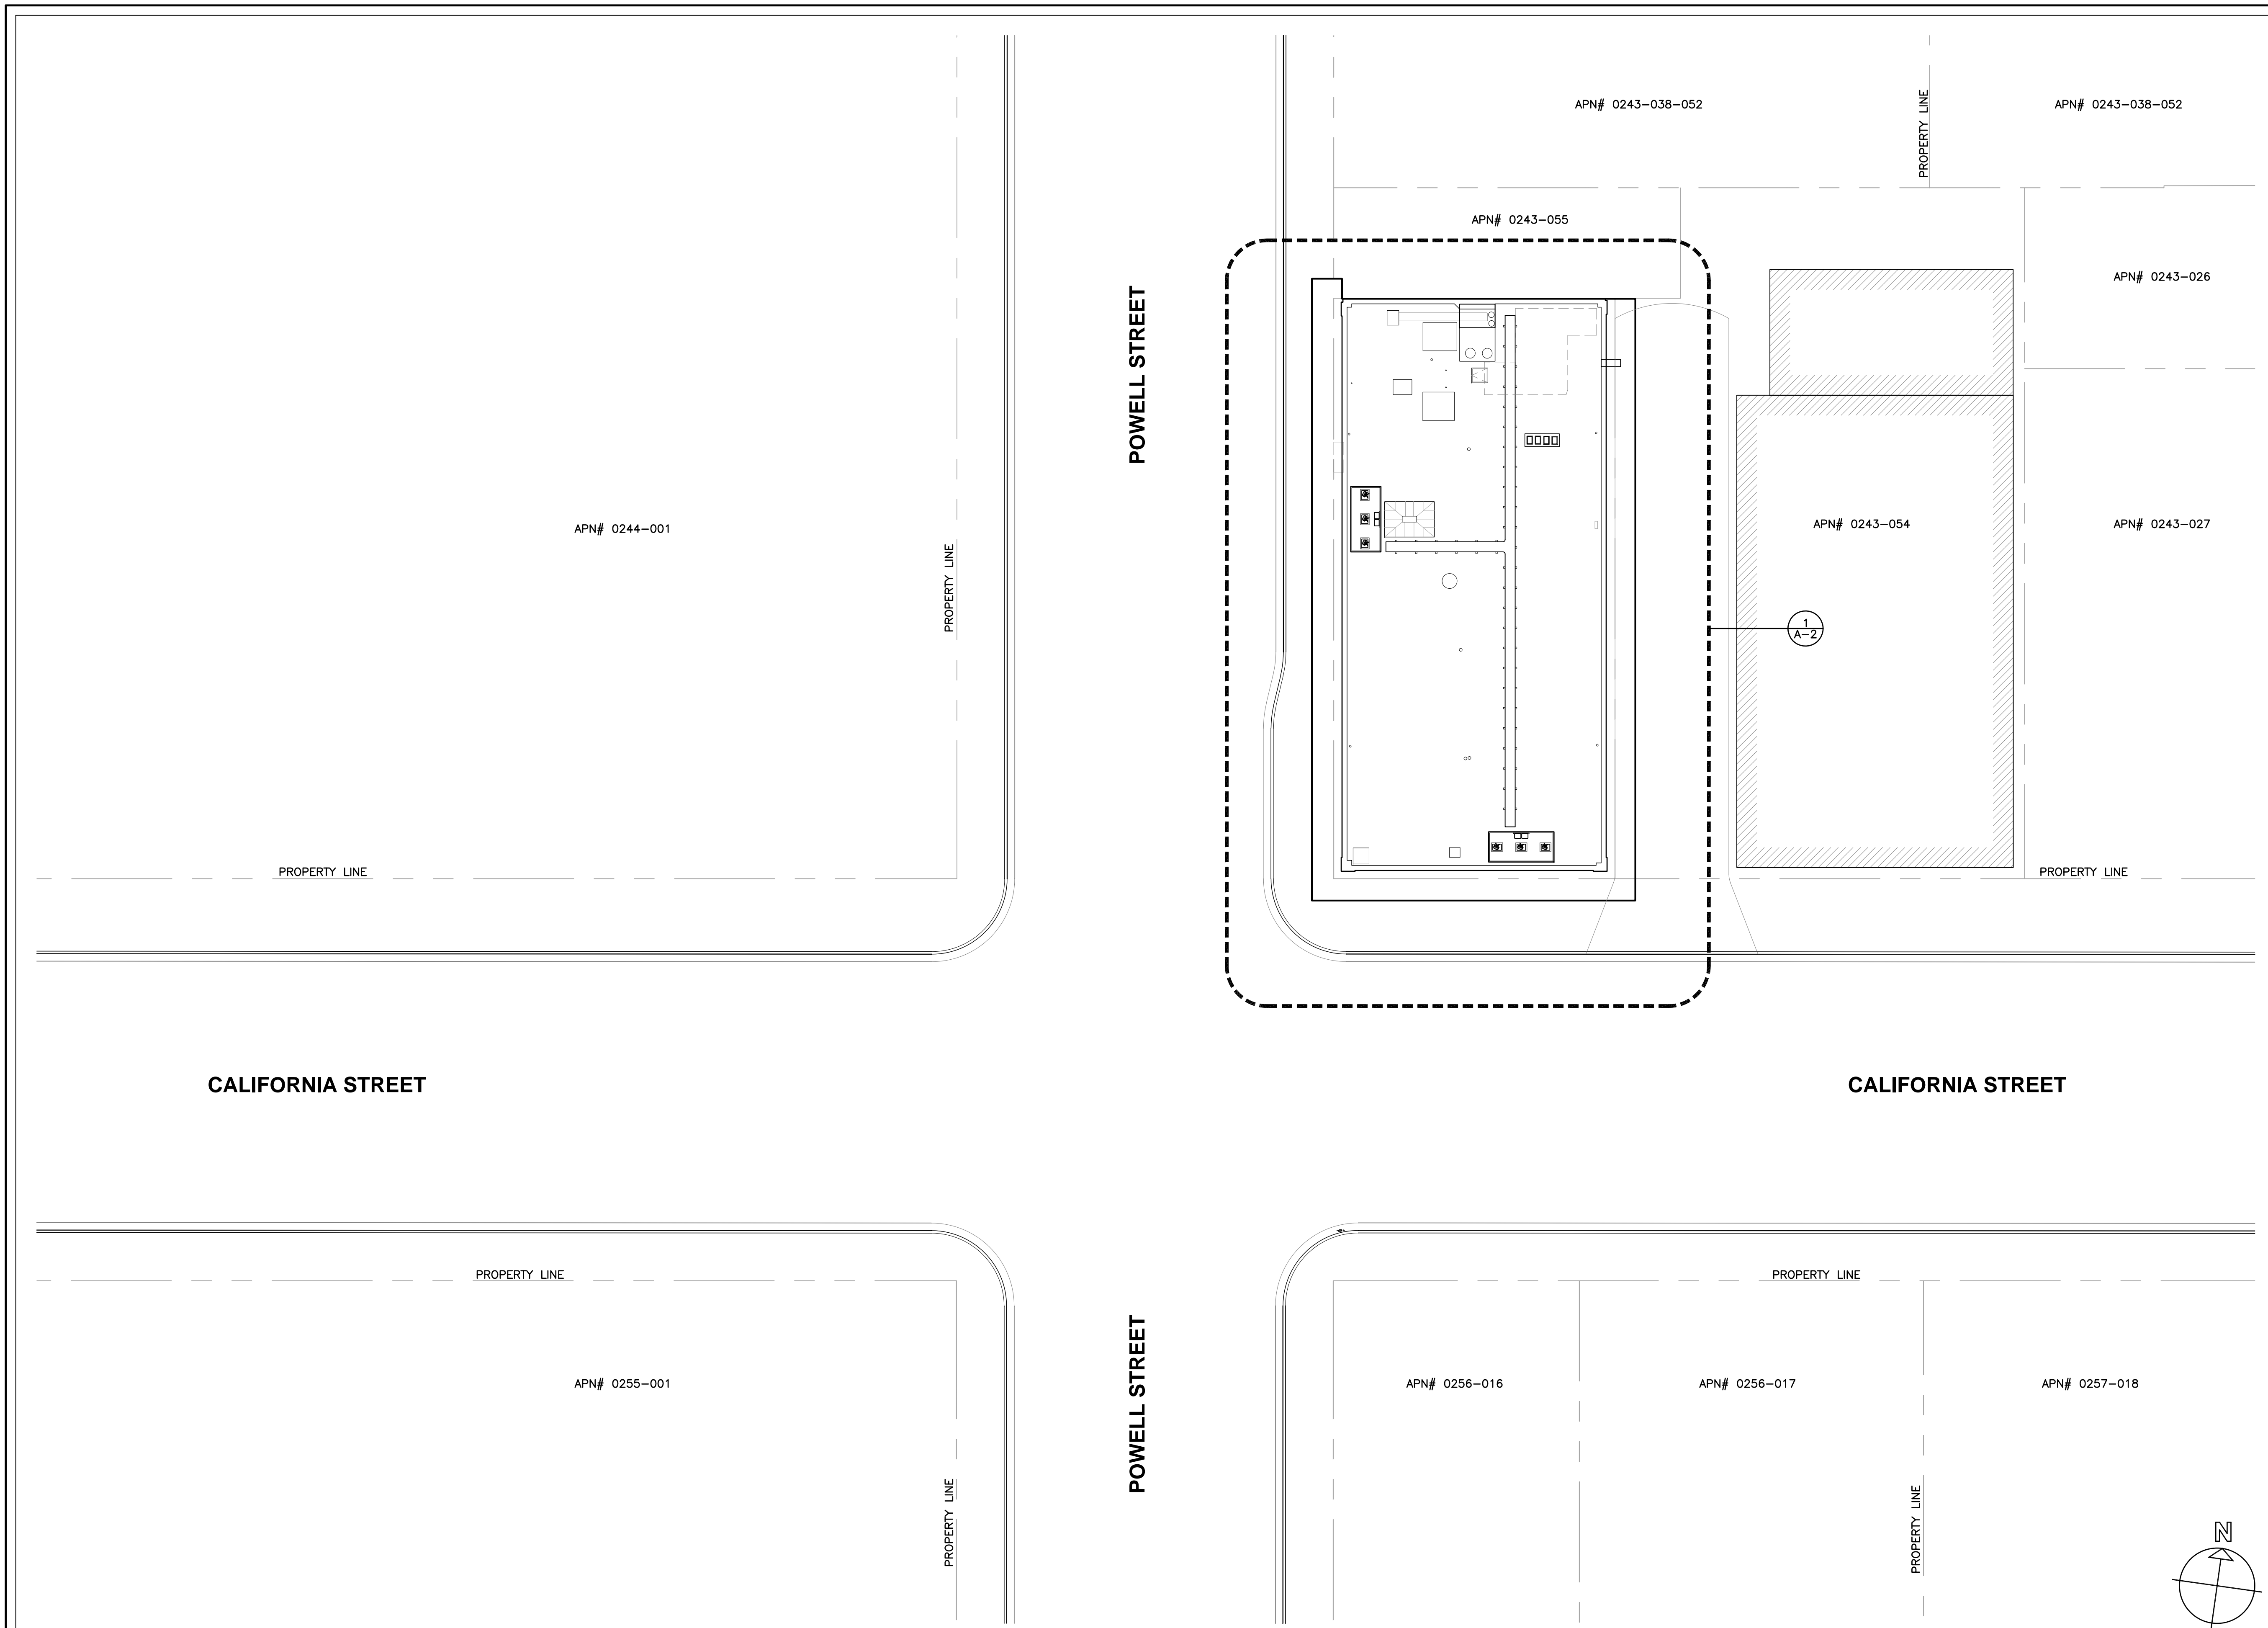 APN# 0243-038-052
APN# 0243-038-052
PROPERTY LINE
APN# 0243-055
APN# 0243-026
POWELL STREET
APN# 0244-001
APN# 0243-054
APN# 0243-027
PROPERTY LINE
1
A-2
PROPERTY LINE
PROPERTY LINE
CALIFORNIA STREET
CALIFORNIA STREET
PROPERTY LINE
PROPERTY LINE
POWELL STREET
APN# 0255-001
APN# 0256-016
APN# 0256-017
APN# 0257-018
PROPERTY LINE
PROPERTY LINE
N